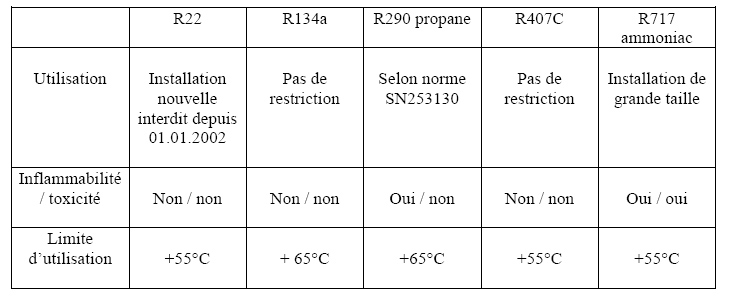 R22 R134a R290 propane R407C R717
ammoniac
Utilisation Installation Pas de Selon norme Pas de Installation de
nouvelle restriction SN253130 restriction grande taille
interdit depuis
01.01.2002
Inflammabilité
/ toxicité Non / non Non / non Oui / non Non / non Oui / oui
Limite
d’utilisation +55°C + 65°C +65°C +55°C +55°C